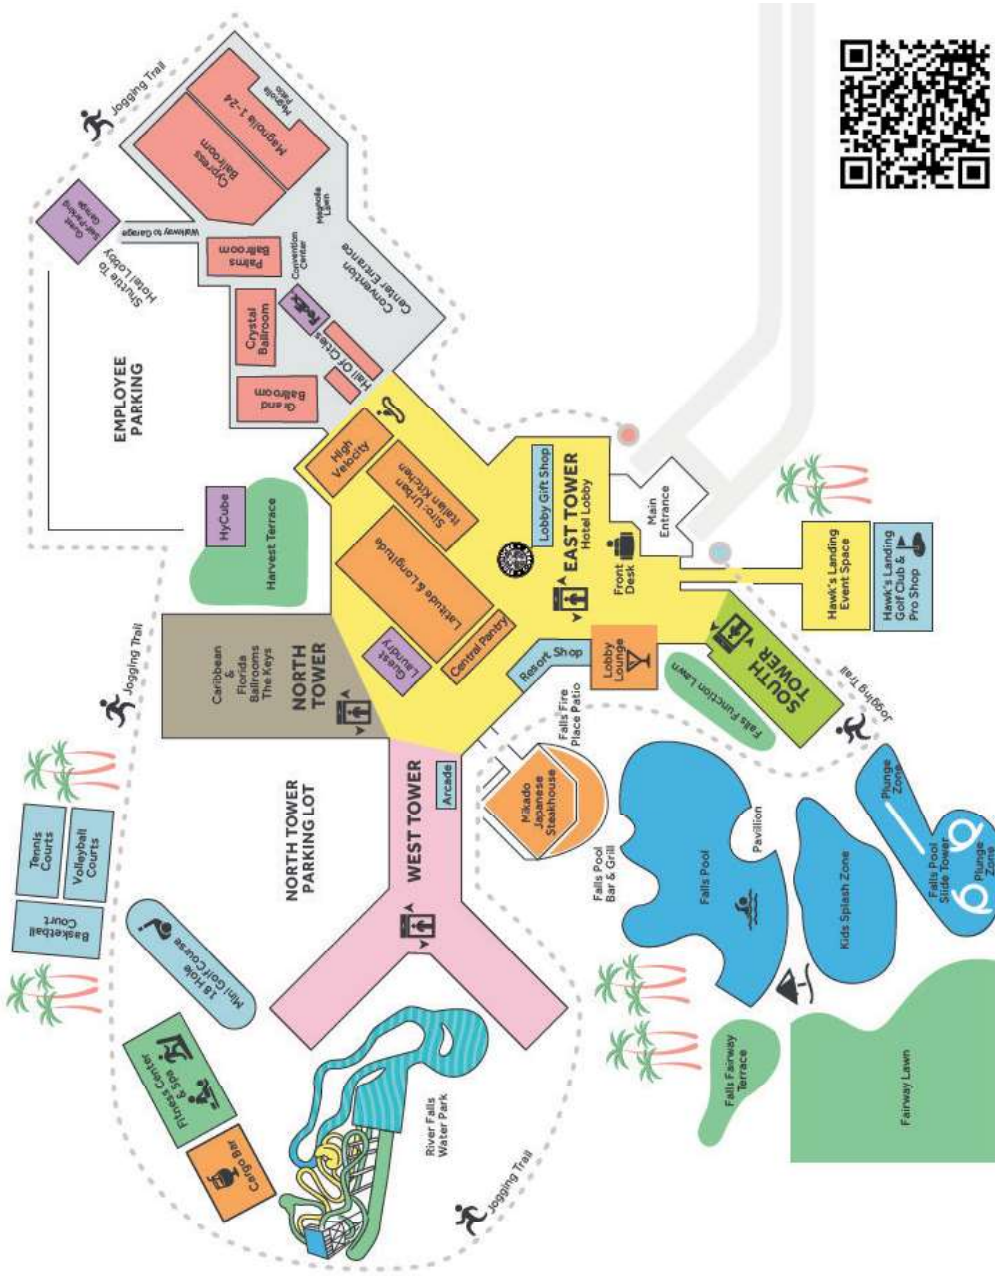 Jogging Trail
Guest
Self-Parking
Garage
Shuttle To
Hotel Lobby
Walkway to Garage
Cypress
Ballroom
Magnolia 1-24
Magnolia
Patio
Magnolia
Lawn
Palms
Ballroom
Convention
Center
Convention
Center Entrance
FedEx
Hall Of Cities
Crystal
Ballroom
Grand
Ballroom
EMPLOYEE
PARKING
HyCube
Harvest Terrace
High
Velocity
Siro: Urban
Italian Kitchen
Latitude & Longitude
Central Pantry
Guest
Laundry
Lobby Gift Shop
EAST TOWER
Hotel Lobby
Front
Desk
Main
Entrance
Resort Shop
Lobby
Lounge
Hawk's Landing
Event Space
Hawk's Landing
Golf Club &
Pro Shop
SOUTH
TOWER
Falls Function Lawn
Jogging Trail
Caribbean
&
Florida
Ballrooms
The Keys
NORTH
TOWER
Jogging Trail
NORTH TOWER
PARKING LOT
WEST TOWER
Arcade
Falls Fire
Place Patio
Mikado
Japanese
Steakhouse
Falls Pool
Bar & Grill
Falls Pool
Pavillion
Kids Splash Zone
Plunge
Zone
Falls Pool
Slide Tower
Plunge
Zone
Tennis
Courts
Volleyball
Courts
Basketball
Court
18 Hole
Mini Golf Course
Fitness Center
& Spa
Cargo Bar
River Falls
Water Park
Jogging Trail
Falls Fairway
Terrace
Fairway Lawn